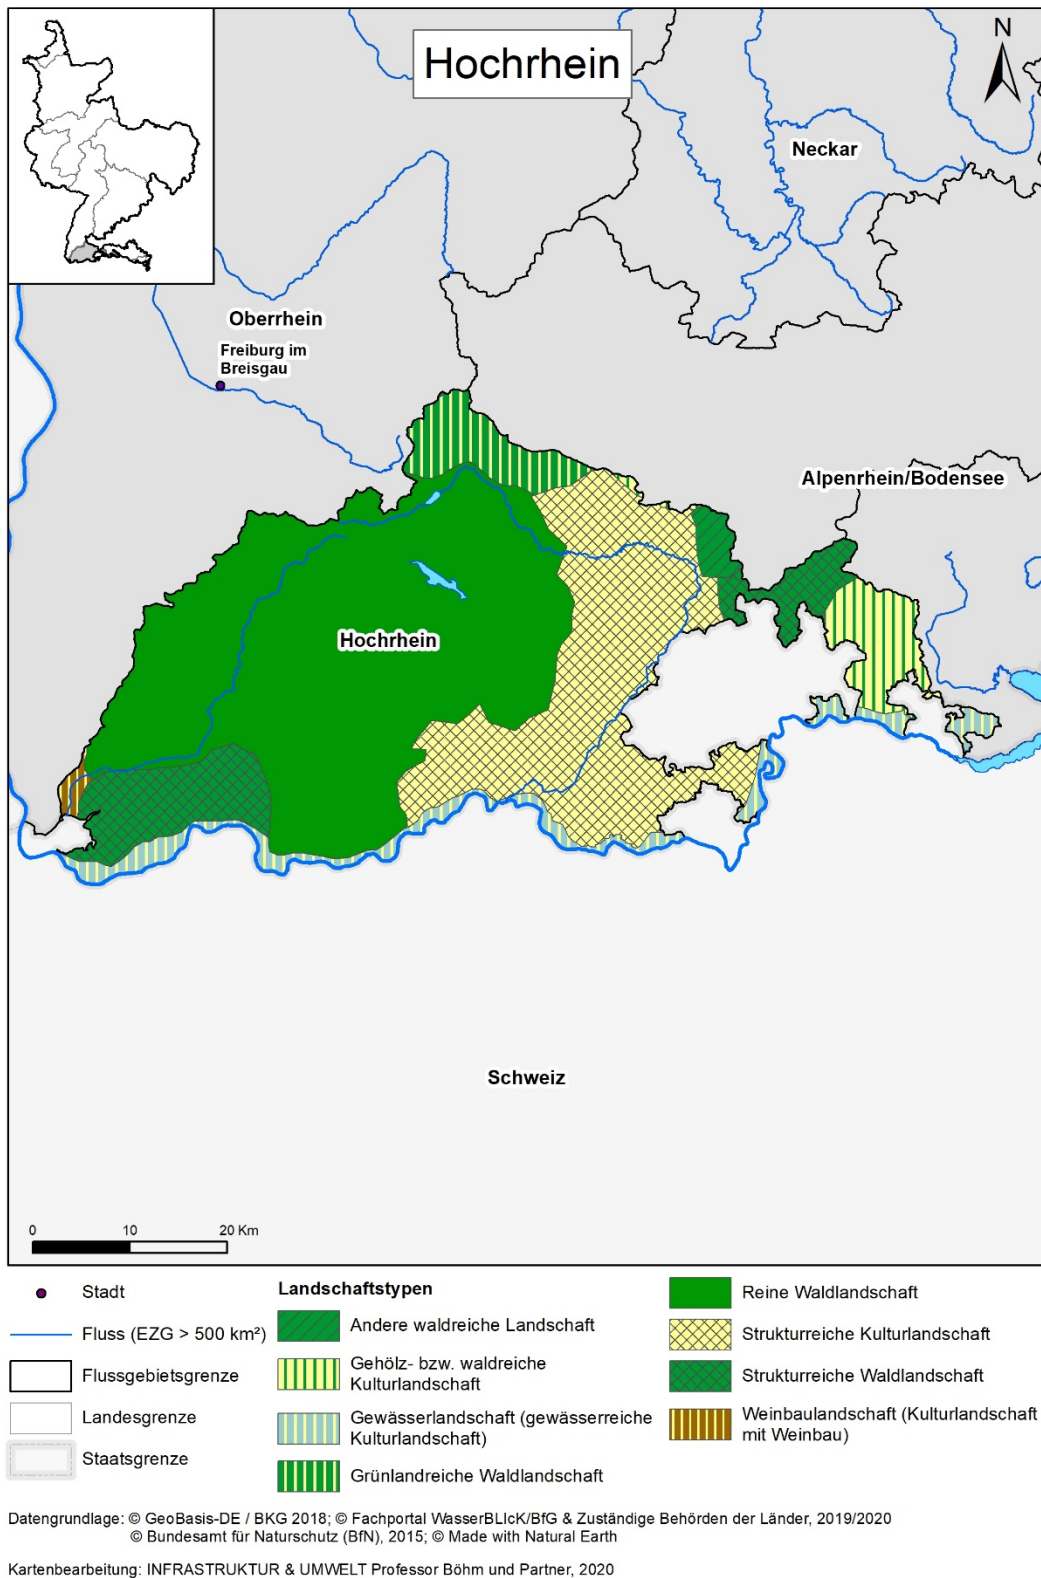 Hochrhein
N
Neckar
Oberrhein
Freiburg im
Breisgau
Alpenrhein/Bodensee
Hochrhein
Schweiz
0 10 20 Km
Stadt
Fluss (EZG > 500 km²)
Flussgebietsgrenze
Landesgrenze
Staatsgrenze
Landschaftstypen
Andere waldreiche Landschaft
Gehölz- bzw. waldreiche
Kulturlandschaft
Gewässerlandschaft (gewässerreiche
Kulturlandschaft)
Grünlandreiche Waldlandschaft
Reine Waldlandschaft
Strukturreiche Kulturlandschaft
Strukturreiche Waldlandschaft
Weinbaulandschaft (Kulturlandschaft
mit Weinbau)
Datengrundlage: © GeoBasis-DE / BKG 2018; © Fachportal WasserBLIcK/BfG & Zuständige Behörden der Länder, 2019/2020
© Bundesamt für Naturschutz (BfN), 2015; © Made with Natural Earth
Kartenbearbeitung: INFRASTRUKTUR & UMWELT Professor Böhm und Partner, 2020